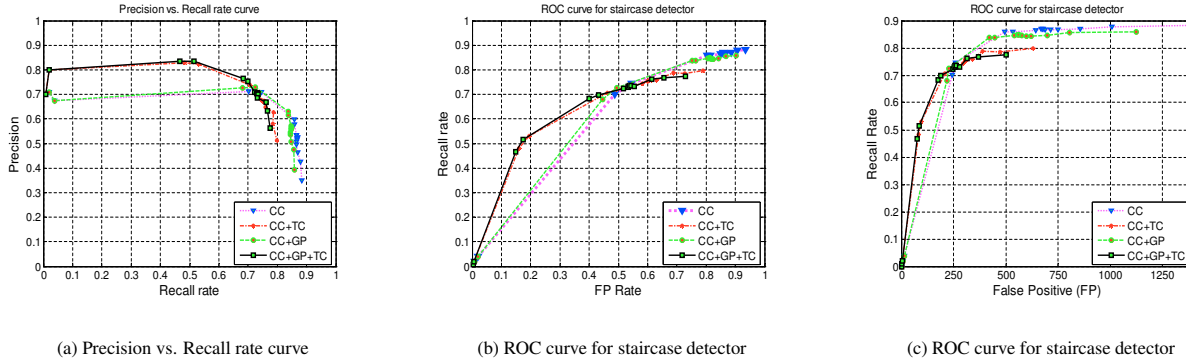 Precision vs. Recall rate curve
1
0.9
0.8
0.7
0.6
0.5
0.4
0.3
0.2
0.1
0
Precision
0 0.1 0.2 0.3 0.4 0.5 0.6 0.7 0.8 0.9 1
Recall rate
CC
CC+TC
CC+GP
CC+GP+TC
(a) Precision vs. Recall rate curve
ROC curve for staircase detector
1
0.9
0.8
0.7
0.6
0.5
0.4
0.3
0.2
0.1
0
Recall Rate
0 0.1 0.2 0.3 0.4 0.5 0.6 0.7 0.8 0.9 1
FP Rate
CC
CC+TC
CC+GP
CC+GP+TC
(b) ROC curve for staircase detector
ROC curve for staircase detector
0.9
0.8
0.7
0.6
0.5
0.4
0.3
0.2
0.1
0
Recall Rate
0 250 500 750 1000 1250
False Positive (FP)
CC
CC+TC
CC+GP
CC+GP+TC
(c) ROC curve for staircase detector